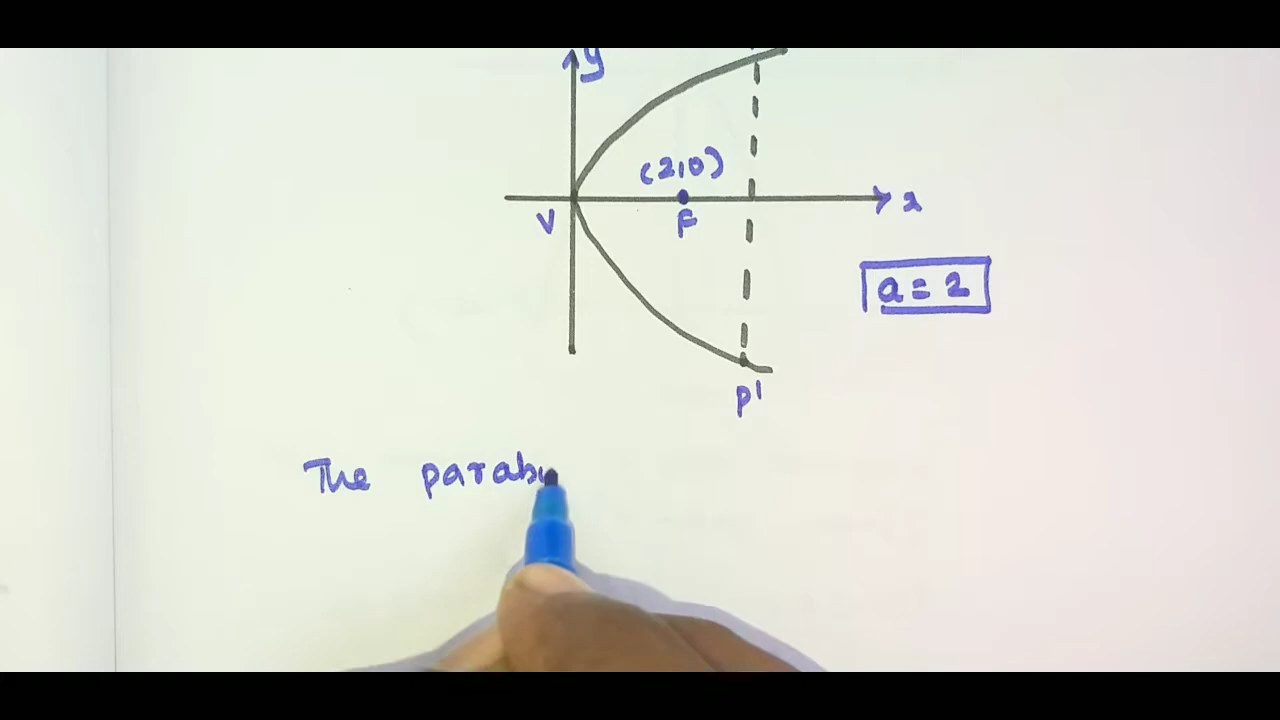 y
(2,0)
V
F
x
a = 2
P'
The parab